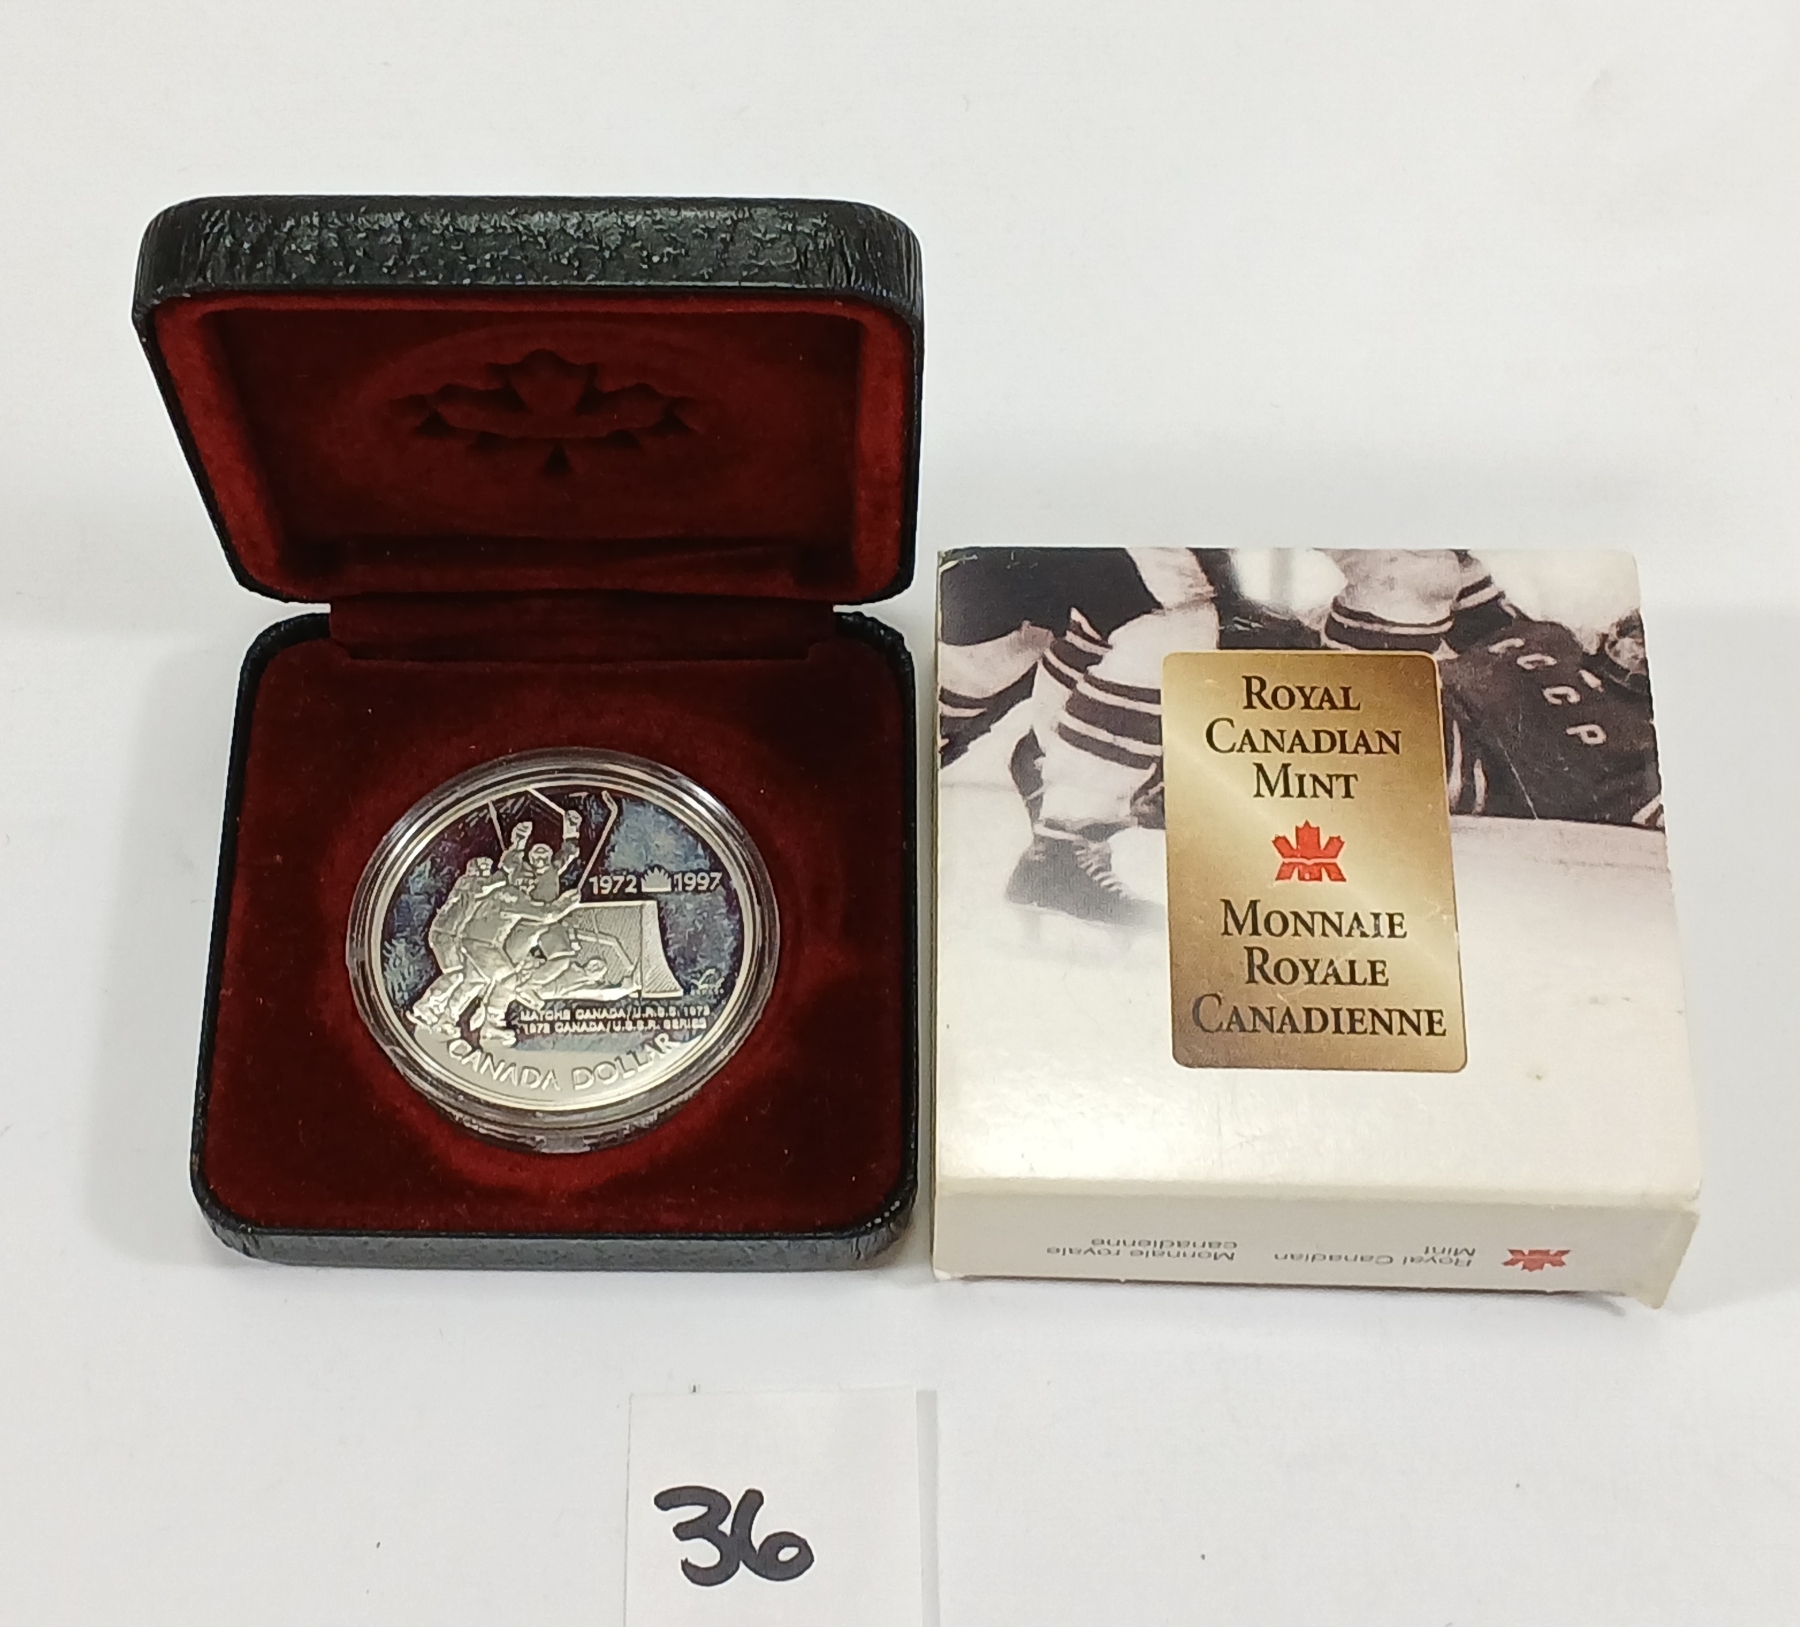 1972 1997
MATCHS CANADA/U.R.S.S. 1972
1972 CANADA/U.S.S.R. SERIES
CANADA DOLLAR
CCCP
ROYAL
CANADIAN
MINT
MONNAIE
ROYALE
CANADIENNE
Royal Canadian
Mint
Monnaie royale
canadienne
36